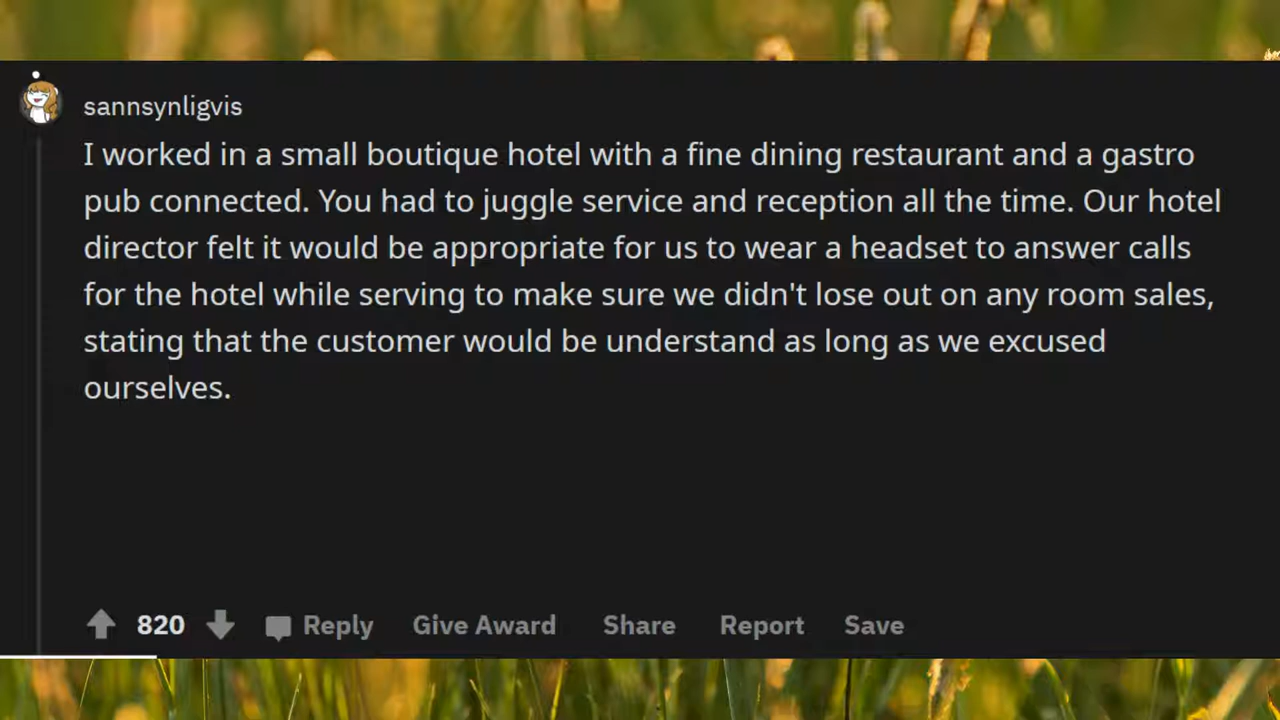 sannsynligvis
I worked in a small boutique hotel with a fine dining restaurant and a gastro
pub connected. You had to juggle service and reception all the time. Our hotel
director felt it would be appropriate for us to wear a headset to answer calls
for the hotel while serving to make sure we didn't lose out on any room sales,
stating that the customer would be understand as long as we excused
ourselves.
820 Reply Give Award Share Report Save